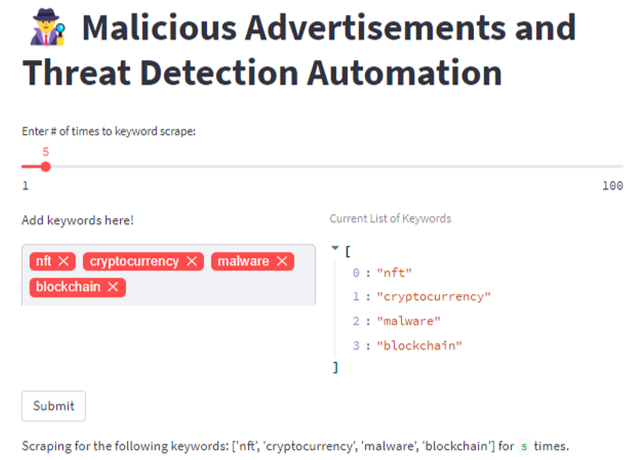 Malicious Advertisements and
Threat Detection Automation
Enter # of times to keyword scrape:
5
1
100
Add keywords here!
nft ×
cryptocurrency ×
malware ×
blockchain ×
Current List of Keywords
[
0 : "nft"
1 : "cryptocurrency"
2 : "malware"
3 : "blockchain"
]
Submit
Scraping for the following keywords: ['nft', 'cryptocurrency', 'malware', 'blockchain'] for 5 times.